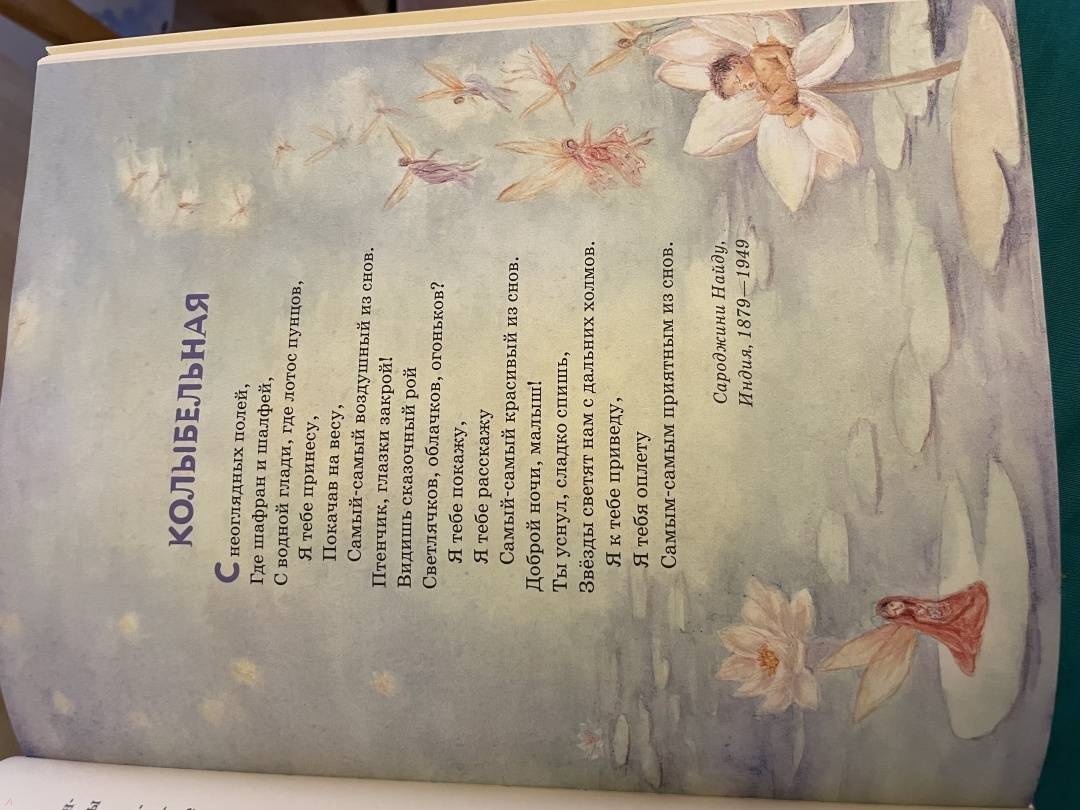 КОЛЫБЕЛЬНАЯ
С неоглядных полей,
Где шафран и шалфей,
С водной глади, где лотос пунцов,
Я тебе принесу,
Покачав на весу,
Самый-самый воздушный из снов.
Птенчик, глазки закрой!
Видишь сказочный рой
Светлячков, облачков, огоньков?
Я тебе покажу,
Я тебе расскажу
Самый-самый красивый из снов.
Доброй ночи, малыш!
Ты уснул, сладко спишь,
Звёзды светят нам с дальних холмов.
Я к тебе приведу,
Я тебя оплету
Самым-самым приятным из снов.
Сароджини Найду,
Индия, 1879—1949